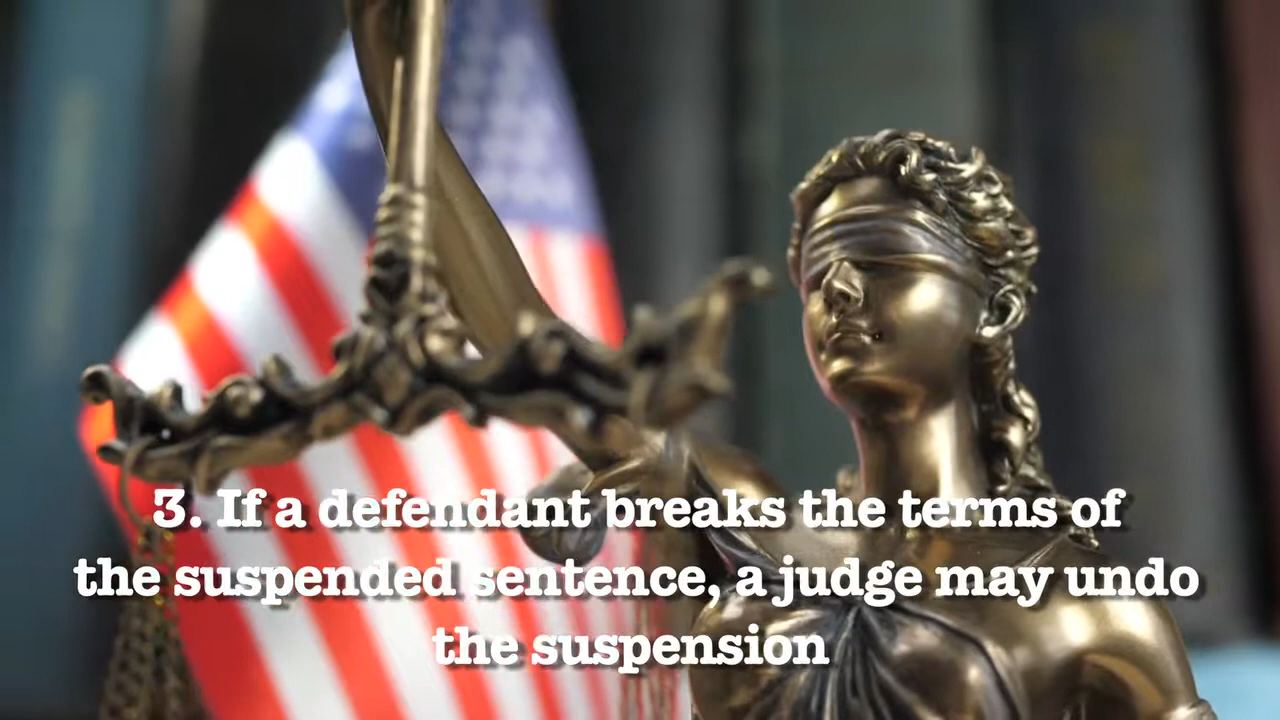 3. If a defendant breaks the terms of
the suspended sentence, a judge may undo
the suspension